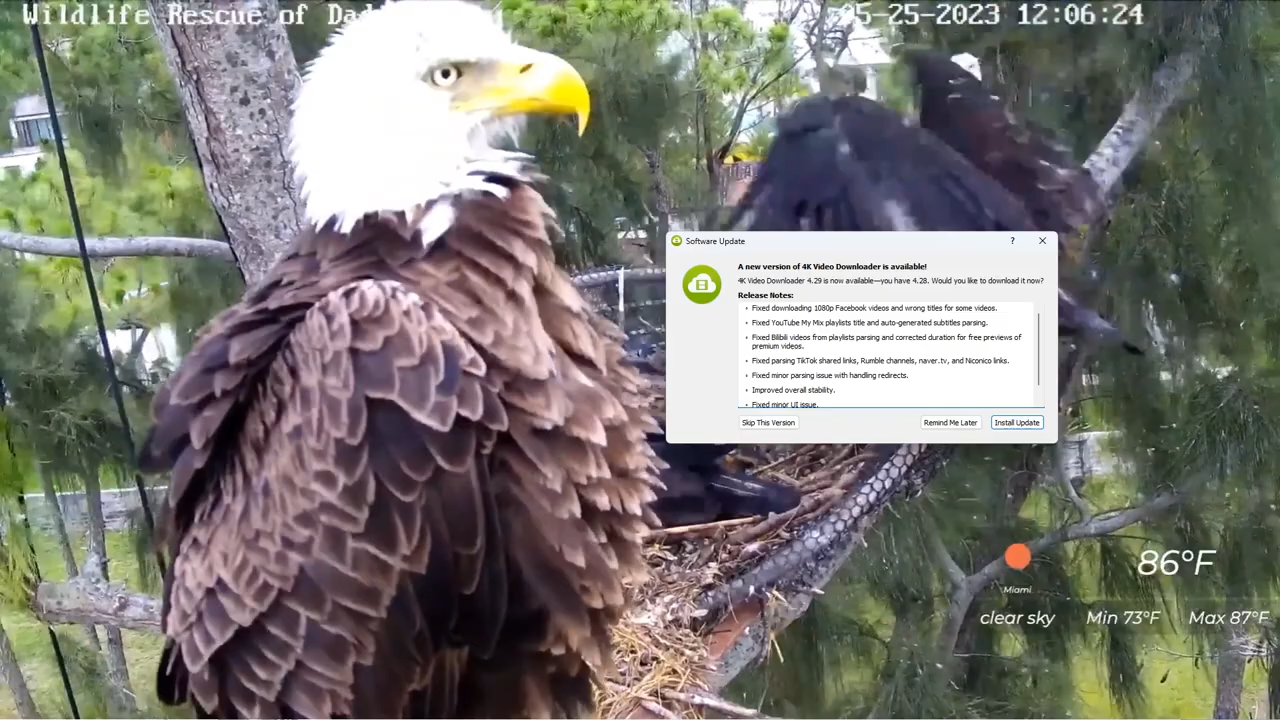 Wildlife Rescue of Dad
5-25-2023 12:06:24
Software Update
?
A new version of 4K Video Downloader is available!
4K Video Downloader 4.29 is now available—you have 4.28. Would you like to download it now?
Release Notes:
• Fixed downloading 1080p Facebook videos and wrong titles for some videos.
• Fixed YouTube My Mix playlists title and auto-generated subtitles parsing.
• Fixed Bilibili videos from playlists parsing and corrected duration for free previews of
premium videos.
• Fixed parsing TikTok shared links, Rumble channels, naver.tv, and Niconico links.
• Fixed minor parsing issue with handling redirects.
• Improved overall stability.
• Fixed minor UI issue.
Skip This Version
Remind Me Later
Install Update
86°F
Miami
clear sky
Min 73°F
Max 87°F